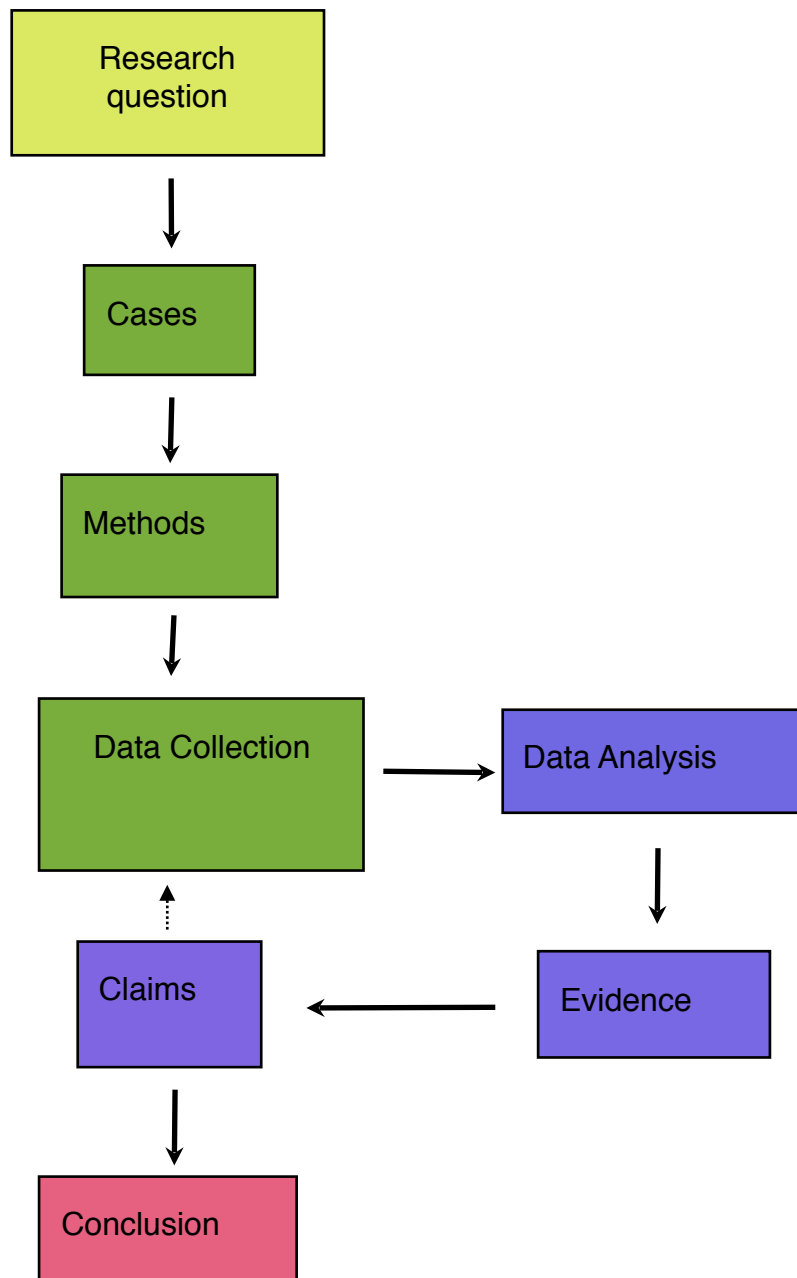 Research
question
Cases
Methods
Data Collection
Data Analysis
Evidence
Claims
Conclusion